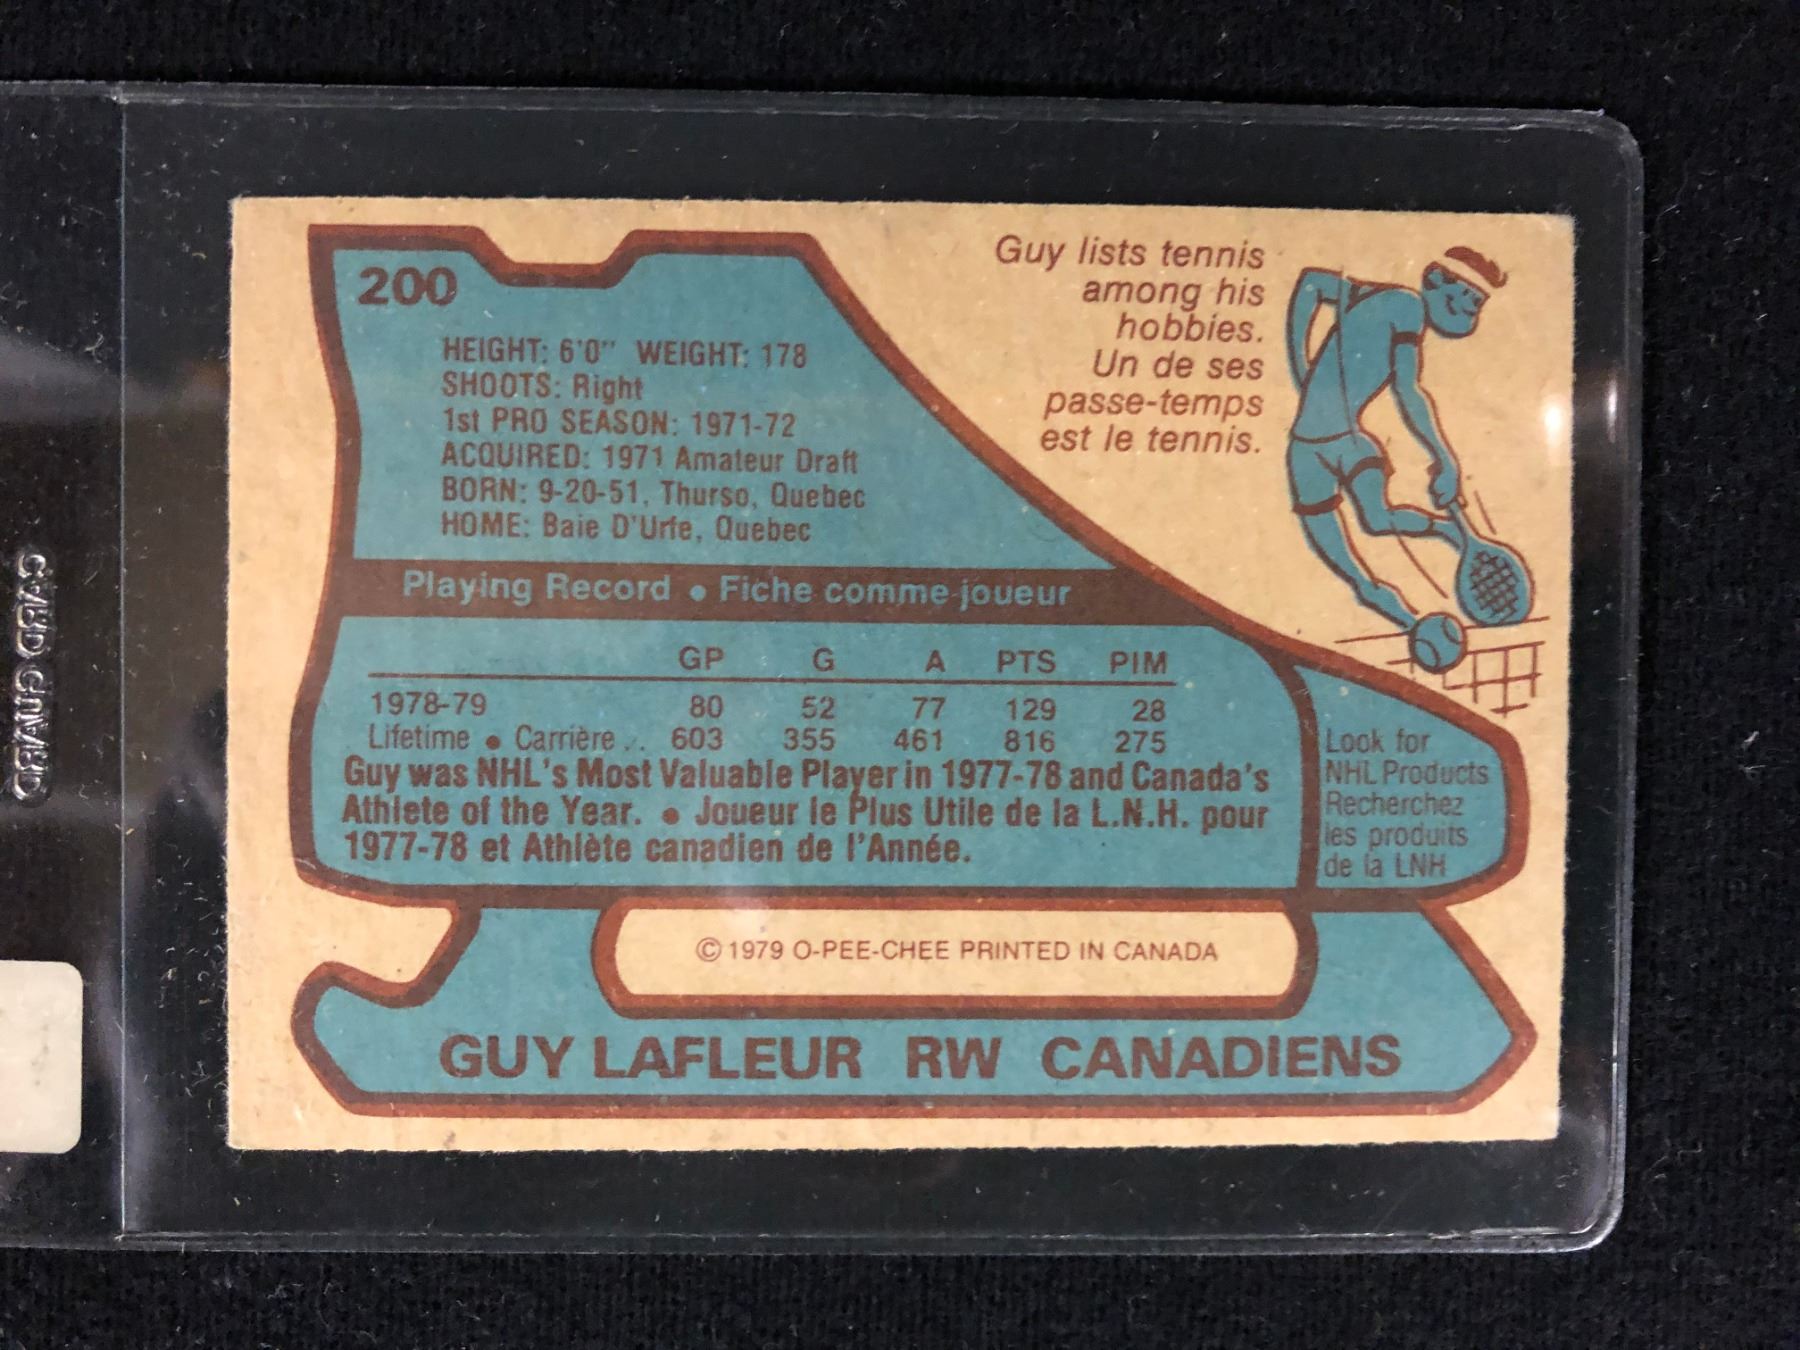 200
HEIGHT: 6'0" WEIGHT: 178
SHOOTS: Right
1st PRO SEASON: 1971-72
ACQUIRED: 1971 Amateur Draft
BORN: 9-20-51, Thurso, Quebec
HOME: Baie D'Urfe, Quebec
Guy lists tennis
among his
hobbies.
Un de ses
passe-temps
est le tennis.
Playing Record • Fiche comme joueur
GP G A PTS PIM
1978-79 80 52 77 129 28
Lifetime • Carrière .. 603 355 461 816 275
Guy was NHL's Most Valuable Player in 1977-78 and Canada's
Athlete of the Year. • Joueur le Plus Utile de la L.N.H. pour
1977-78 et Athlète canadien de l'Année.
Look for
NHL Products
Recherchez
les produits
de la LNH
© 1979 O-PEE-CHEE PRINTED IN CANADA
GUY LAFLEUR RW CANADIENS
CARD GUARD